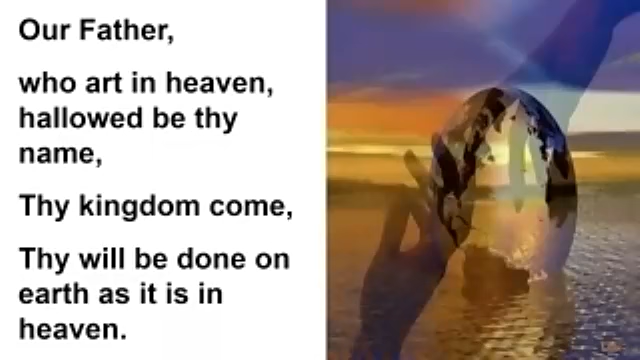 Our Father,
who art in heaven,
hallowed be thy
name,
Thy kingdom come,
Thy will be done on
earth as it is in
heaven.